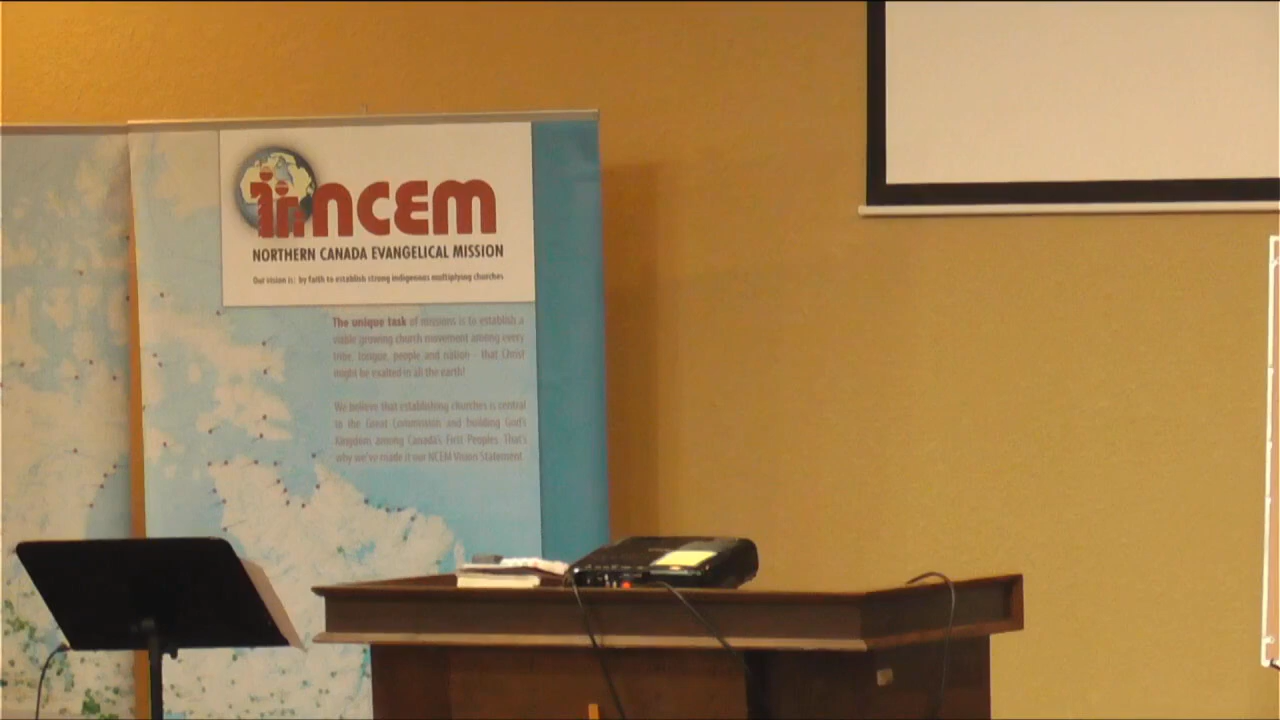 NCEM
NORTHERN CANADA EVANGELICAL MISSION
Our vision is: by faith to establish strong indigenous multiplying churches
The unique task of missions is to establish a
viable growing church movement among every
tribe, tongue, people and nation - that Christ
might be exalted in all the earth!
We believe that establishing churches is central
to the Great Commission and building God's
Kingdom among Canada's First Peoples. That's
why we've made it our NCEM Vision Statement.